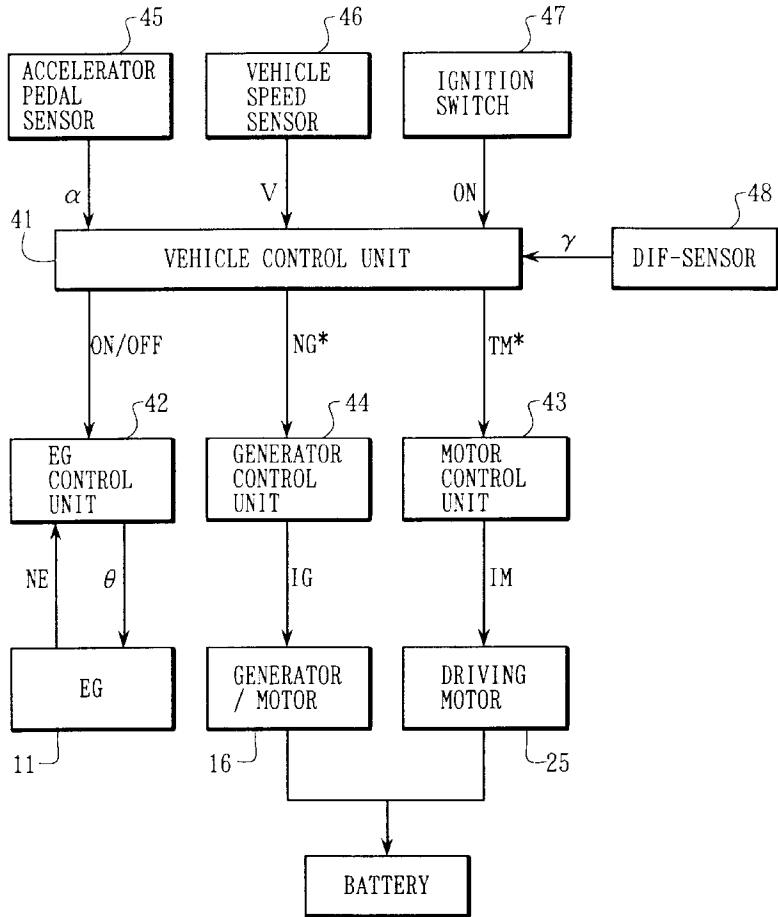 45
46
47
ACCELERATOR
PEDAL
SENSOR
VEHICLE
SPEED
SENSOR
IGNITION
SWITCH
α
V
ON
41
VEHICLE CONTROL UNIT
γ
48
DIF-SENSOR
ON/OFF
NG*
TM*
42
44
43
EG
CONTROL
UNIT
GENERATOR
CONTROL
UNIT
MOTOR
CONTROL
UNIT
NE
θ
IG
IM
EG
GENERATOR
/ MOTOR
DRIVING
MOTOR
11
16
25
BATTERY